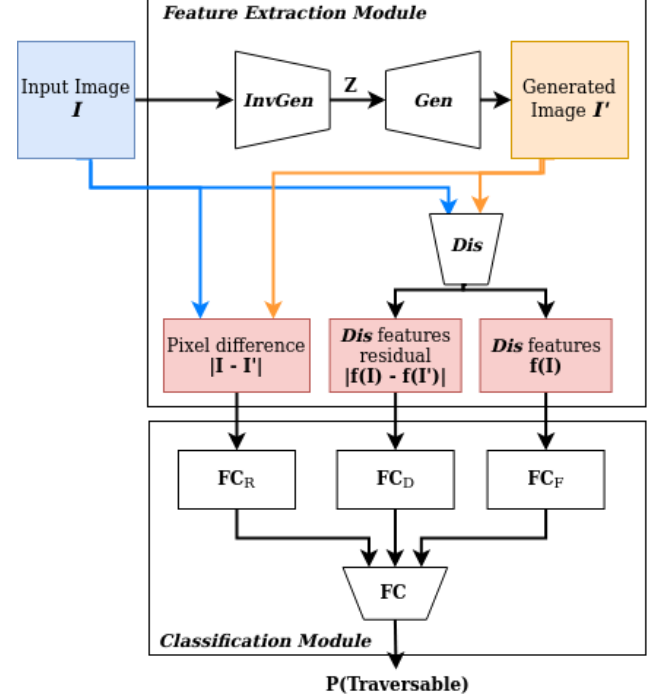 Feature Extraction Module
Input Image
I
InvGen
Z
Gen
Generated
Image I'
Dis
Pixel difference
|I - I'|
Dis features
residual
|f(I) - f(I')|
Dis features
f(I)
FCR
FCD
FCF
FC
Classification Module
P(Traversable)